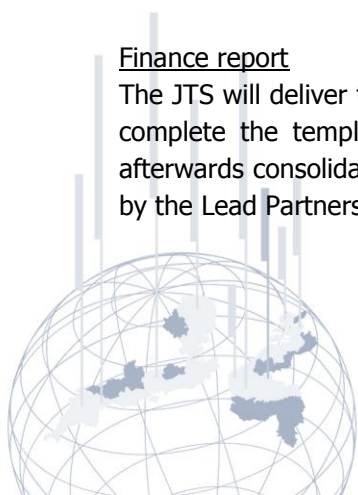 Finance report
The JTS will deliver
complete the templ
afterwards consolida
by the Lead Partners